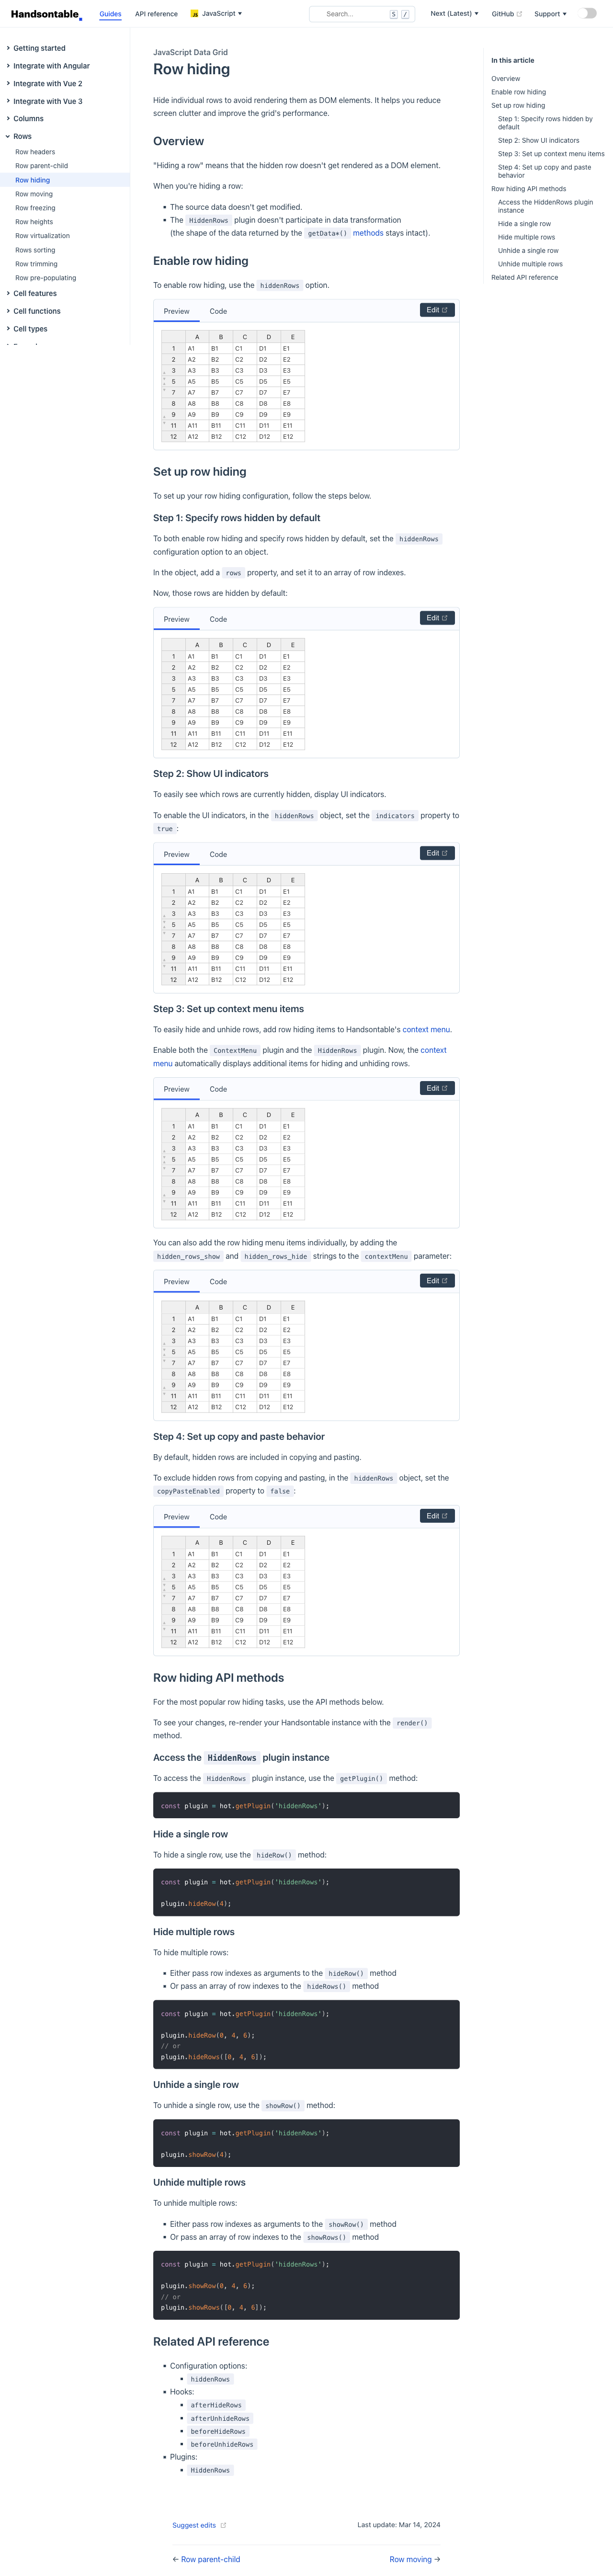 Handsontable
Guides
API reference
JS
JavaScript
Search...
S
/
Next (Latest)
GitHub
Support
Getting started
Integrate with Angular
Integrate with Vue 2
Integrate with Vue 3
Columns
Rows
Row headers
Row parent-child
Row hiding
Row moving
Row freezing
Row heights
Row virtualization
Rows sorting
Row trimming
Row pre-populating
Cell features
Cell functions
Cell types
JavaScript Data Grid
Row hiding
Hide individual rows to avoid rendering them as DOM elements. It helps you reduce
screen clutter and improve the grid's performance.
Overview
"Hiding a row" means that the hidden row doesn't get rendered as a DOM element.
When you're hiding a row:
The source data doesn't get modified.
The HiddenRows plugin doesn't participate in data transformation
(the shape of the data returned by the getData*() methods stays intact).
Enable row hiding
To enable row hiding, use the hiddenRows option.
Preview Code Edit
A B C D E
1 A1 B1 C1 D1 E1
2 A2 B2 C2 D2 E2
3 A3 B3 C3 D3 E3
5 A5 B5 C5 D5 E5
7 A7 B7 C7 D7 E7
8 A8 B8 C8 D8 E8
9 A9 B9 C9 D9 E9
11 A11 B11 C11 D11 E11
12 A12 B12 C12 D12 E12
Set up row hiding
To set up your row hiding configuration, follow the steps below.
Step 1: Specify rows hidden by default
To both enable row hiding and specify rows hidden by default, set the hiddenRows
configuration option to an object.
In the object, add a rows property, and set it to an array of row indexes.
Now, those rows are hidden by default:
Preview Code Edit
A B C D E
1 A1 B1 C1 D1 E1
2 A2 B2 C2 D2 E2
3 A3 B3 C3 D3 E3
5 A5 B5 C5 D5 E5
7 A7 B7 C7 D7 E7
8 A8 B8 C8 D8 E8
9 A9 B9 C9 D9 E9
11 A11 B11 C11 D11 E11
12 A12 B12 C12 D12 E12
Step 2: Show UI indicators
To easily see which rows are currently hidden, display UI indicators.
To enable the UI indicators, in the hiddenRows object, set the indicators property to
true :
Preview Code Edit
A B C D E
1 A1 B1 C1 D1 E1
2 A2 B2 C2 D2 E2
3 A3 B3 C3 D3 E3
5 A5 B5 C5 D5 E5
7 A7 B7 C7 D7 E7
8 A8 B8 C8 D8 E8
9 A9 B9 C9 D9 E9
11 A11 B11 C11 D11 E11
12 A12 B12 C12 D12 E12
Step 3: Set up context menu items
To easily hide and unhide rows, add row hiding items to Handsontable's context menu.
Enable both the ContextMenu plugin and the HiddenRows plugin. Now, the context
menu automatically displays additional items for hiding and unhiding rows.
Preview Code Edit
A B C D E
1 A1 B1 C1 D1 E1
2 A2 B2 C2 D2 E2
3 A3 B3 C3 D3 E3
5 A5 B5 C5 D5 E5
7 A7 B7 C7 D7 E7
8 A8 B8 C8 D8 E8
9 A9 B9 C9 D9 E9
11 A11 B11 C11 D11 E11
12 A12 B12 C12 D12 E12
You can also add the row hiding menu items individually, by adding the
hidden_rows_show and hidden_rows_hide strings to the contextMenu parameter:
Preview Code Edit
A B C D E
1 A1 B1 C1 D1 E1
2 A2 B2 C2 D2 E2
3 A3 B3 C3 D3 E3
5 A5 B5 C5 D5 E5
7 A7 B7 C7 D7 E7
8 A8 B8 C8 D8 E8
9 A9 B9 C9 D9 E9
11 A11 B11 C11 D11 E11
12 A12 B12 C12 D12 E12
Step 4: Set up copy and paste behavior
By default, hidden rows are included in copying and pasting.
To exclude hidden rows from copying and pasting, in the hiddenRows object, set the
copyPasteEnabled property to false :
Preview Code Edit
A B C D E
1 A1 B1 C1 D1 E1
2 A2 B2 C2 D2 E2
3 A3 B3 C3 D3 E3
5 A5 B5 C5 D5 E5
7 A7 B7 C7 D7 E7
8 A8 B8 C8 D8 E8
9 A9 B9 C9 D9 E9
11 A11 B11 C11 D11 E11
12 A12 B12 C12 D12 E12
Row hiding API methods
For the most popular row hiding tasks, use the API methods below.
To see your changes, re-render your Handsontable instance with the render()
method.
Access the HiddenRows plugin instance
To access the HiddenRows plugin instance, use the getPlugin() method:
const plugin = hot.getPlugin('hiddenRows');
Hide a single row
To hide a single row, use the hideRow() method:
const plugin = hot.getPlugin('hiddenRows');
plugin.hideRow(4);
Hide multiple rows
To hide multiple rows:
Either pass row indexes as arguments to the hideRow() method
Or pass an array of row indexes to the hideRows() method
const plugin = hot.getPlugin('hiddenRows');
plugin.hideRow(0, 4, 6);
// or
plugin.hideRows([0, 4, 6]);
Unhide a single row
To unhide a single row, use the showRow() method:
const plugin = hot.getPlugin('hiddenRows');
plugin.showRow(4);
Unhide multiple rows
To unhide multiple rows:
Either pass row indexes as arguments to the showRow() method
Or pass an array of row indexes to the showRows() method
const plugin = hot.getPlugin('hiddenRows');
plugin.showRow(0, 4, 6);
// or
plugin.showRows([0, 4, 6]);
Related API reference
Configuration options:
hiddenRows
Hooks:
afterHideRows
afterUnhideRows
beforeHideRows
beforeUnhideRows
Plugins:
HiddenRows
Suggest edits
Last update: Mar 14, 2024
← Row parent-child
Row moving →
In this article
Overview
Enable row hiding
Set up row hiding
Step 1: Specify rows hidden by
default
Step 2: Show UI indicators
Step 3: Set up context menu items
Step 4: Set up copy and paste
behavior
Row hiding API methods
Access the HiddenRows plugin
instance
Hide a single row
Hide multiple rows
Unhide a single row
Unhide multiple rows
Related API reference